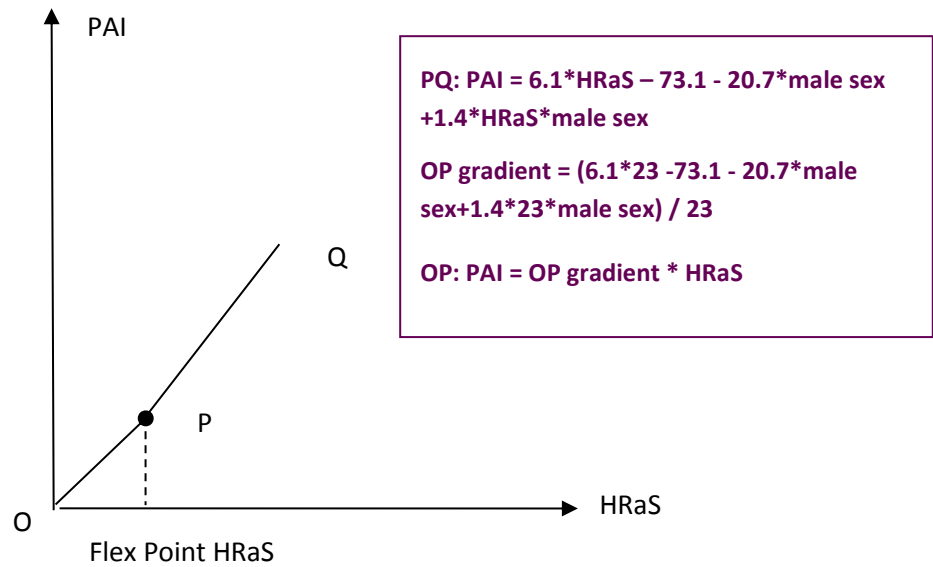 PAI
PQ: PAI = 6.1*HRaS – 73.1 - 20.7*male sex
+1.4*HRaS*male sex
OP gradient = (6.1*23 -73.1 - 20.7*male
sex+1.4*23*male sex) / 23
OP: PAI = OP gradient * HRaS
Q
P
O
HRaS
Flex Point HRaS